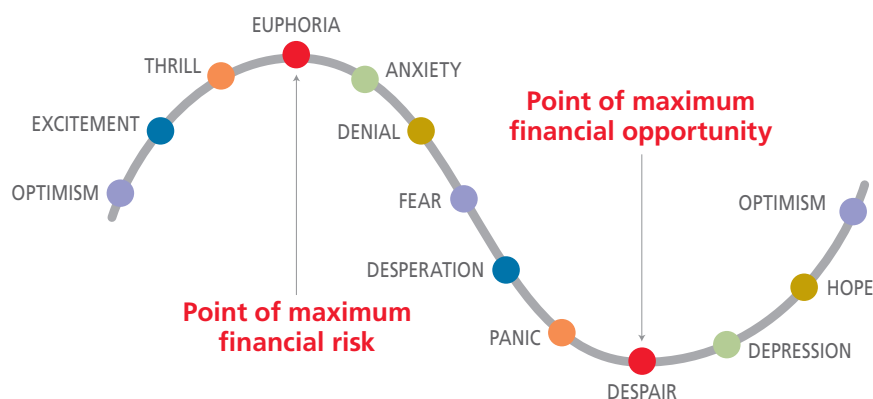 EUPHORIA
THRILL
ANXIETY
EXCITEMENT
DENIAL
Point of maximum
financial opportunity
OPTIMISM
FEAR
OPTIMISM
DESPERATION
HOPE
Point of maximum
financial risk
PANIC
DEPRESSION
DESPAIR